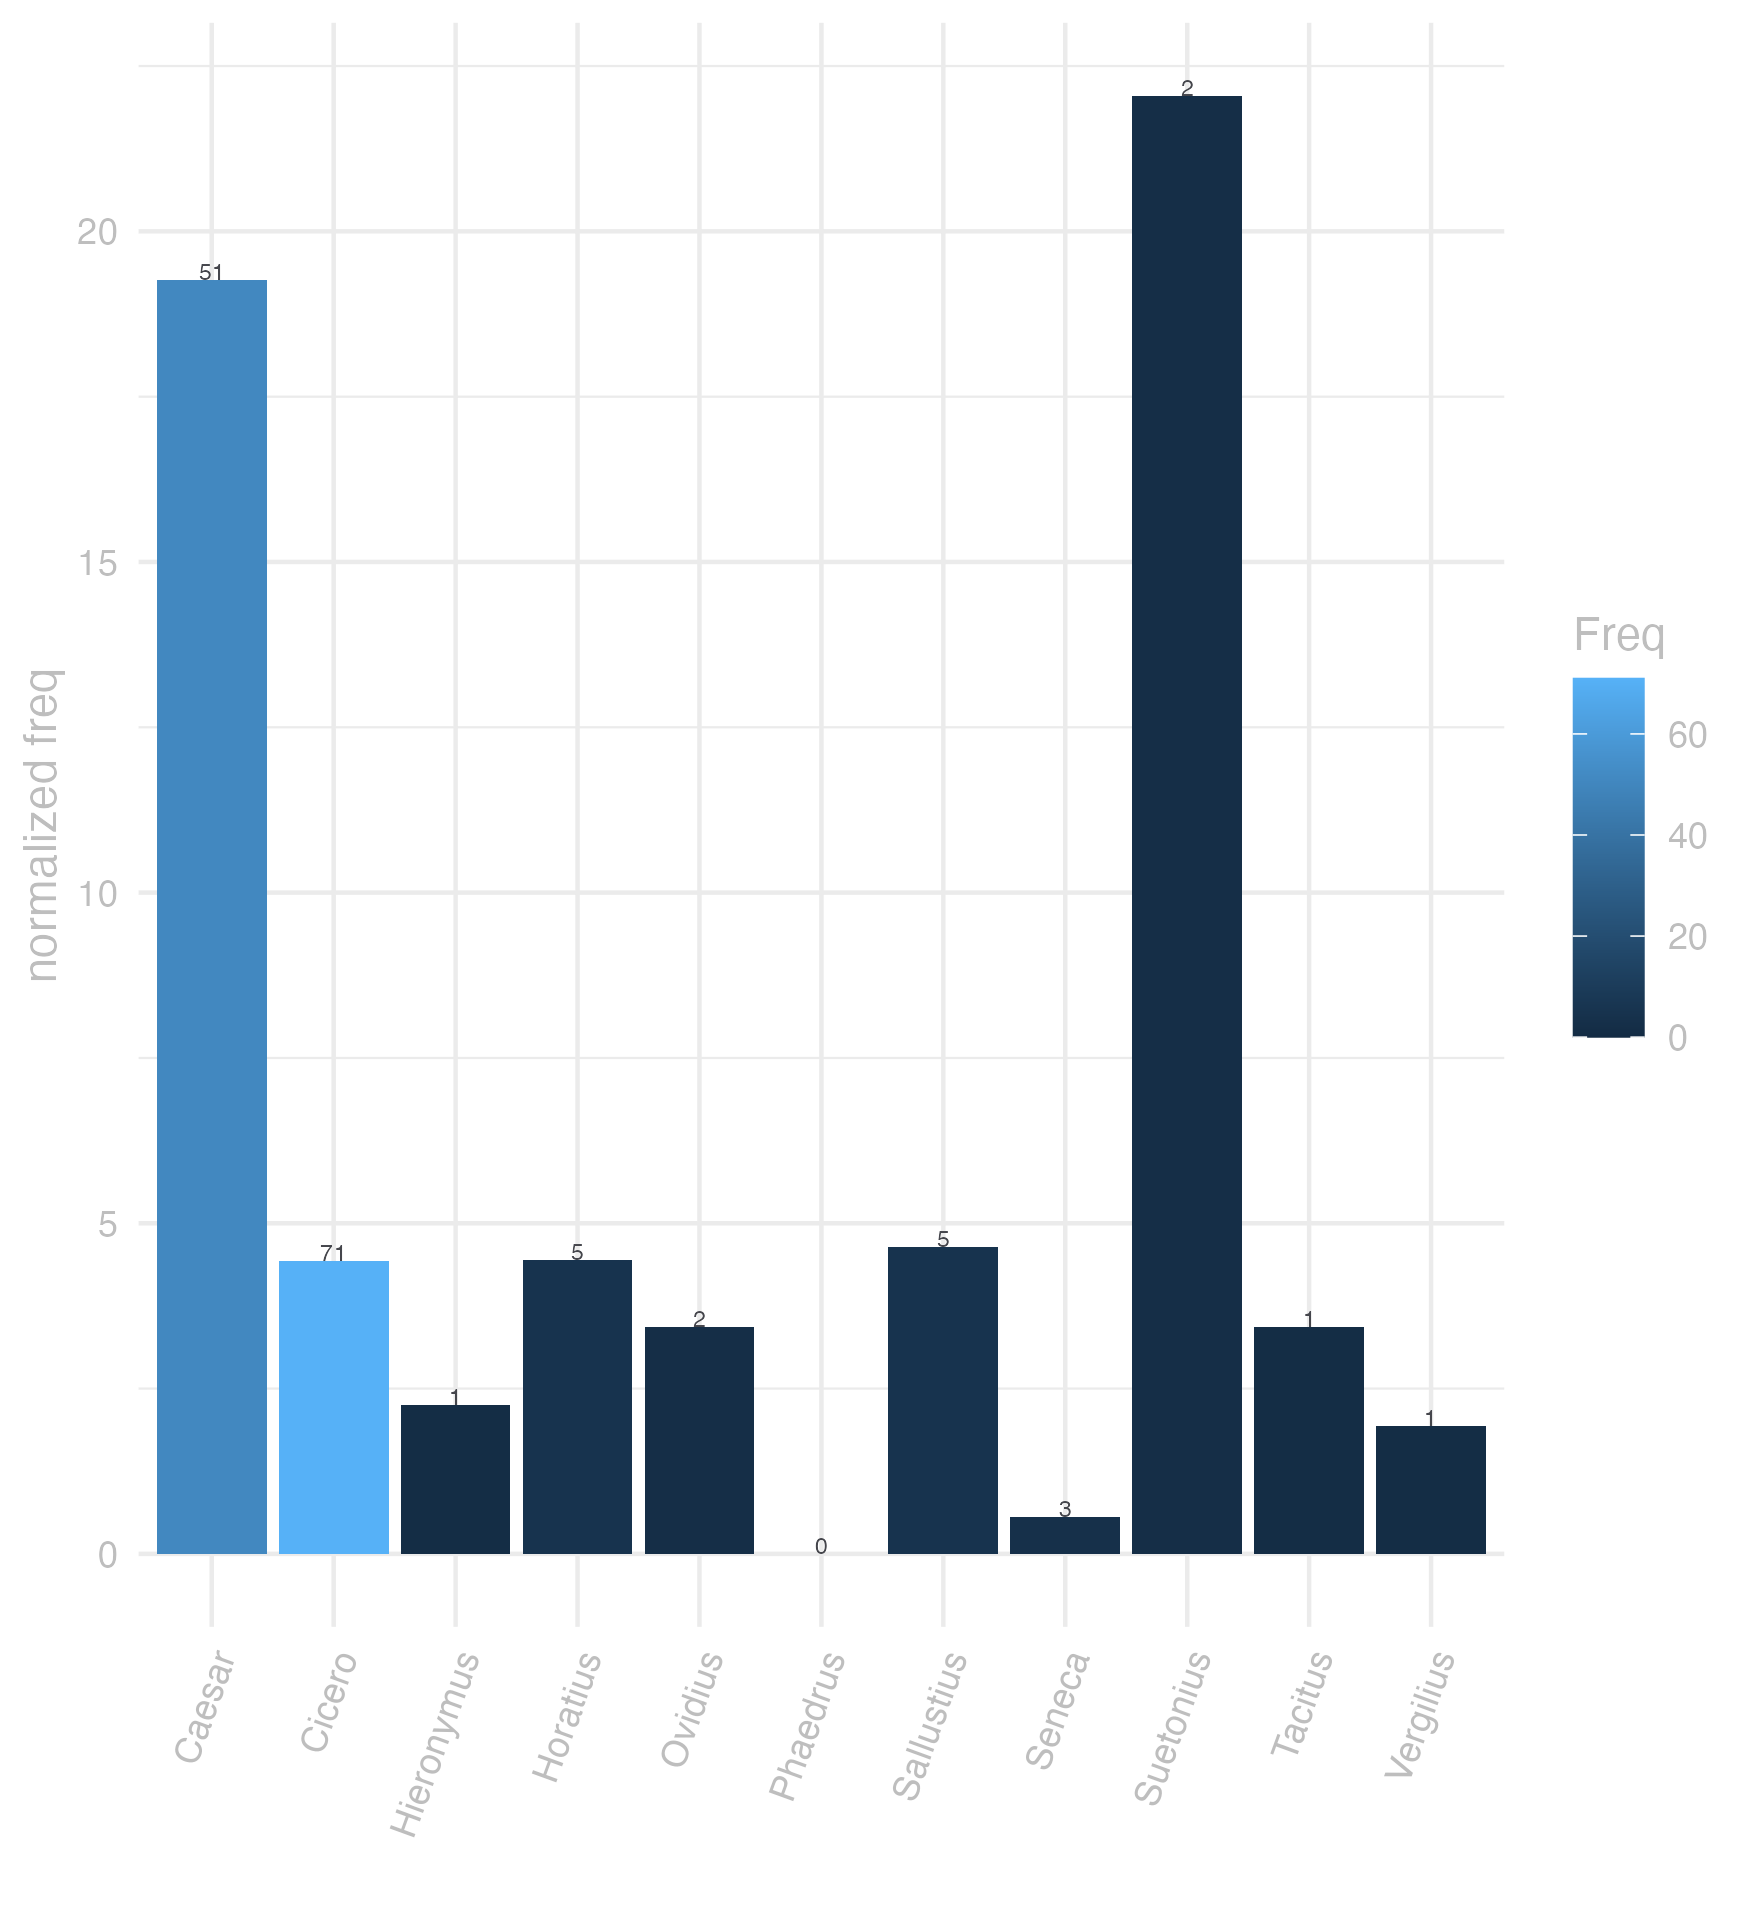 2
20
51
15
Freq
60
normalized freq
40
10
20
0
5
71
5
5
2
1
1
1
3
0
0
Caesar
Cicero
Hieronymus
Horatius
Ovidius
Phaedrus
Sallustius
Seneca
Suetonius
Tacitus
Vergilius